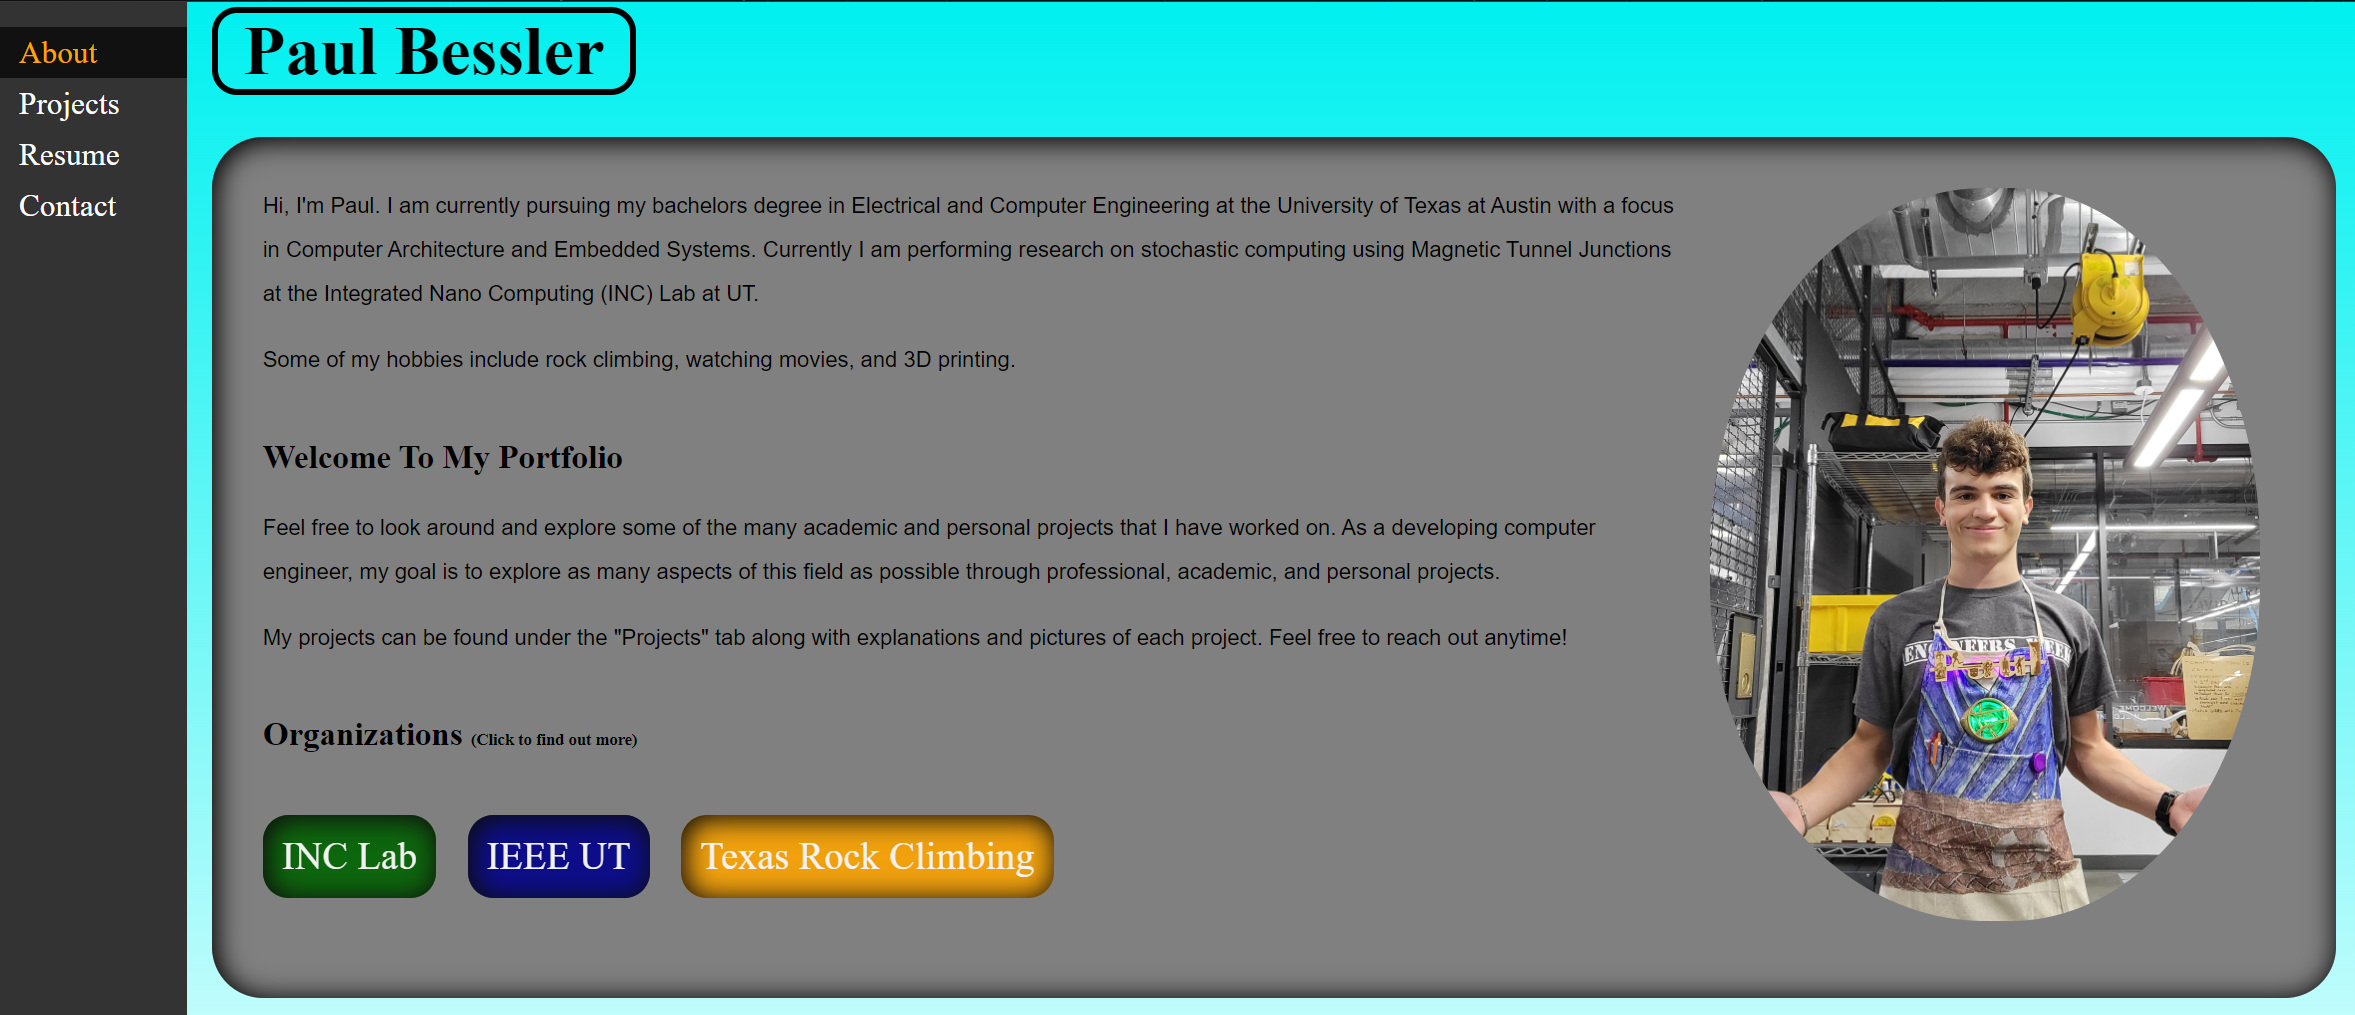 About
Projects
Resume
Contact
Paul Bessler
Hi, I'm Paul. I am currently pursuing my bachelors degree in Electrical and Computer Engineering at the University of Texas at Austin with a focus
in Computer Architecture and Embedded Systems. Currently I am performing research on stochastic computing using Magnetic Tunnel Junctions
at the Integrated Nano Computing (INC) Lab at UT.
Some of my hobbies include rock climbing, watching movies, and 3D printing.
Welcome To My Portfolio
Feel free to look around and explore some of the many academic and personal projects that I have worked on. As a developing computer
engineer, my goal is to explore as many aspects of this field as possible through professional, academic, and personal projects.
My projects can be found under the "Projects" tab along with explanations and pictures of each project. Feel free to reach out anytime!
Organizations (Click to find out more)
INC Lab
IEEE UT
Texas Rock Climbing